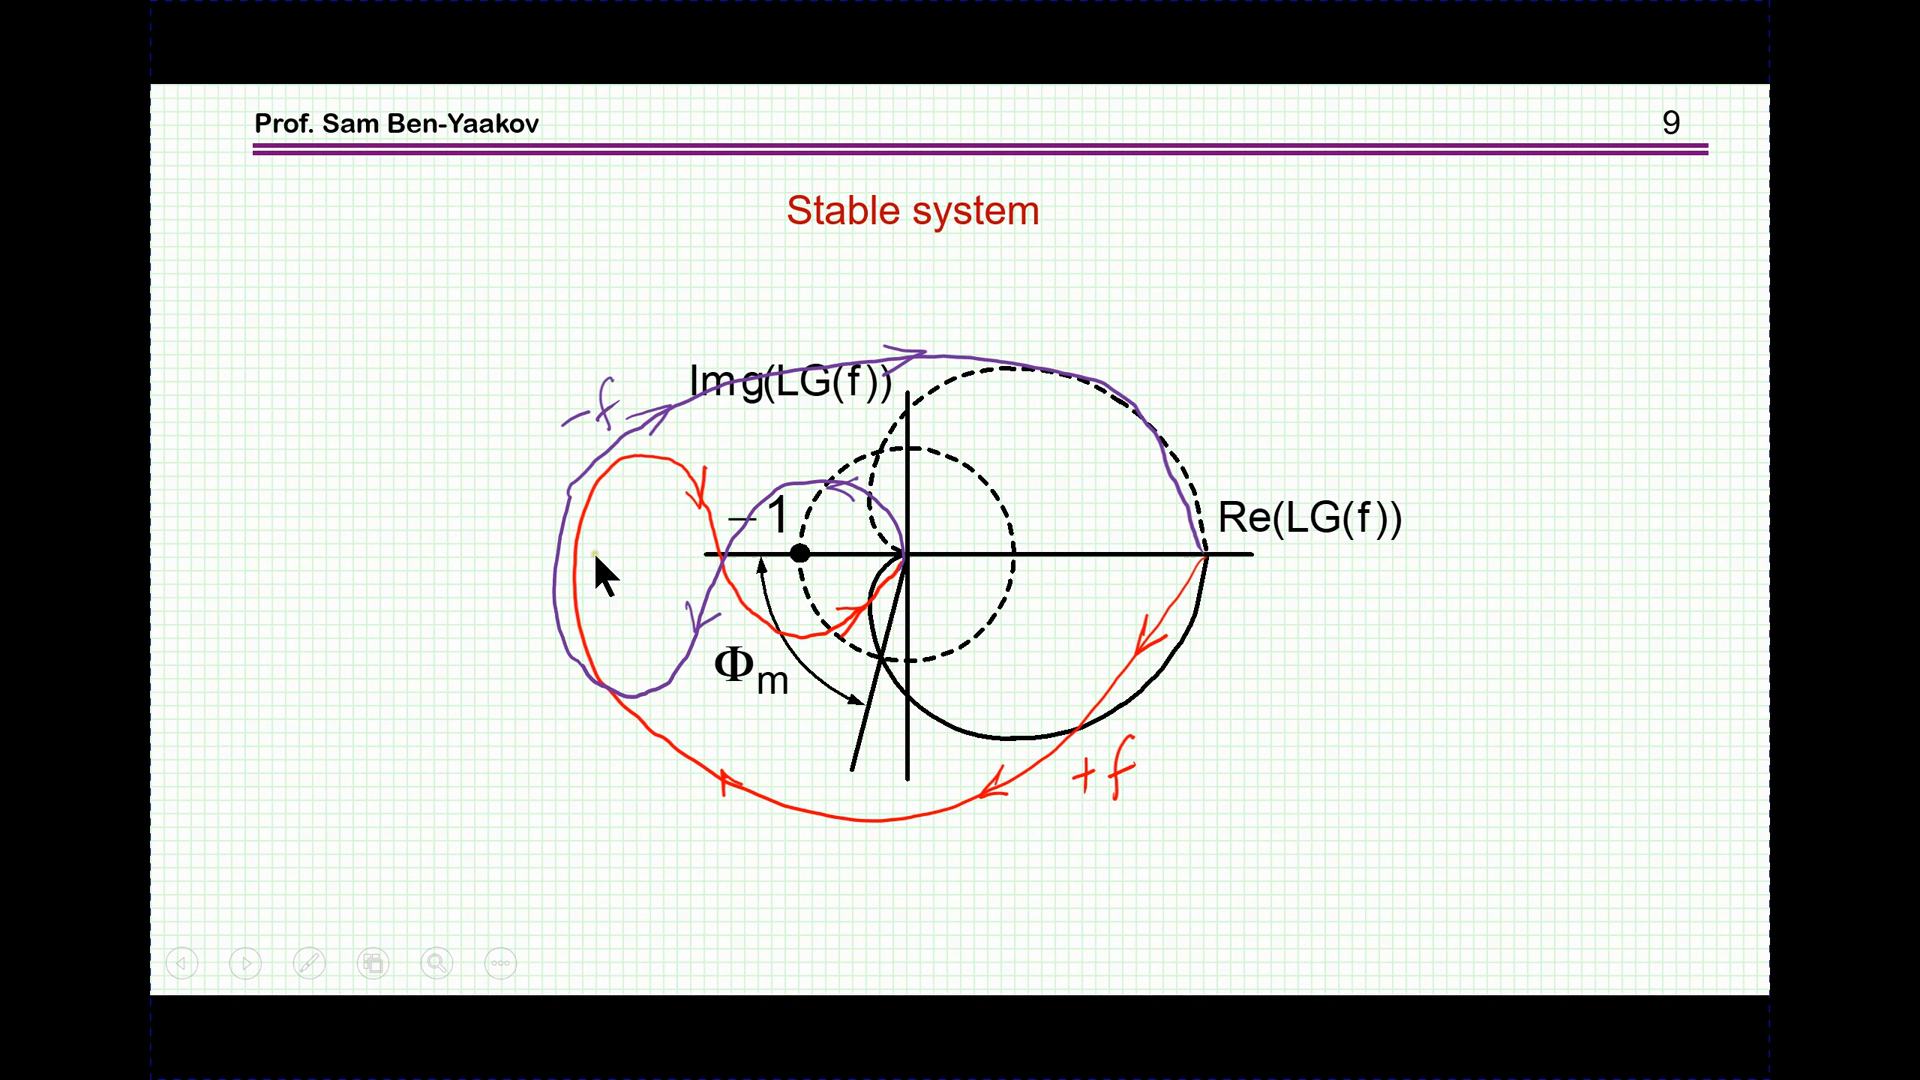 Prof. Sam Ben-Yaakov
9
Stable system
Img(LG(f))
-f
-1
Re(LG(f))
Φm
+f